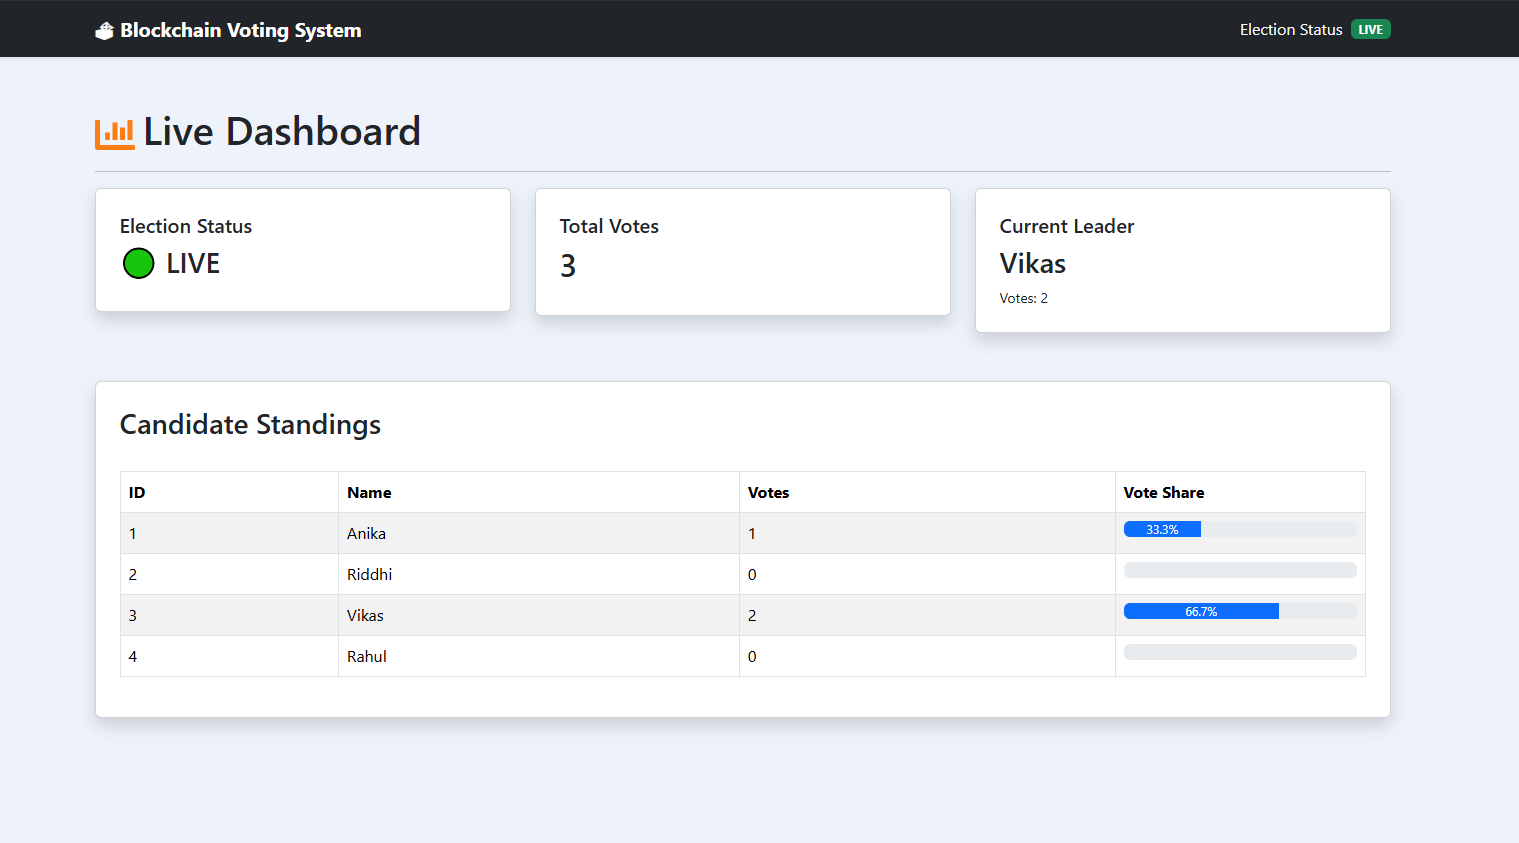 Blockchain Voting System
Election Status LIVE
Live Dashboard
Election Status
LIVE
Total Votes
3
Current Leader
Vikas
Votes: 2
Candidate Standings
ID Name Votes Vote Share
1 Anika 1 33.3%
2 Riddhi 0
3 Vikas 2 66.7%
4 Rahul 0